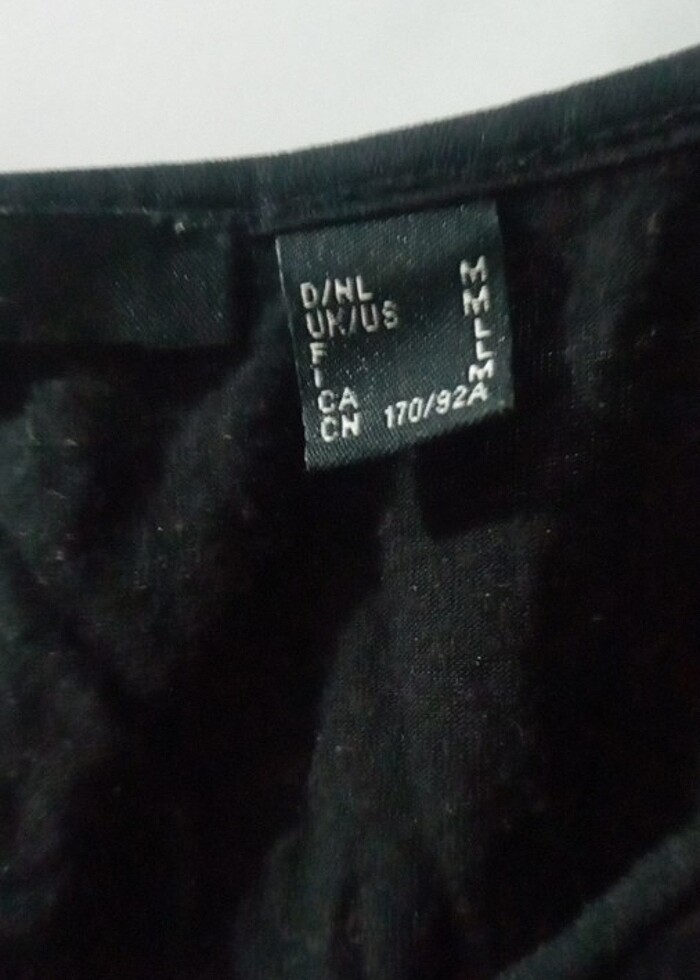 D/NL M
UK/US M
F L
I L
CA M
CN 170/92A